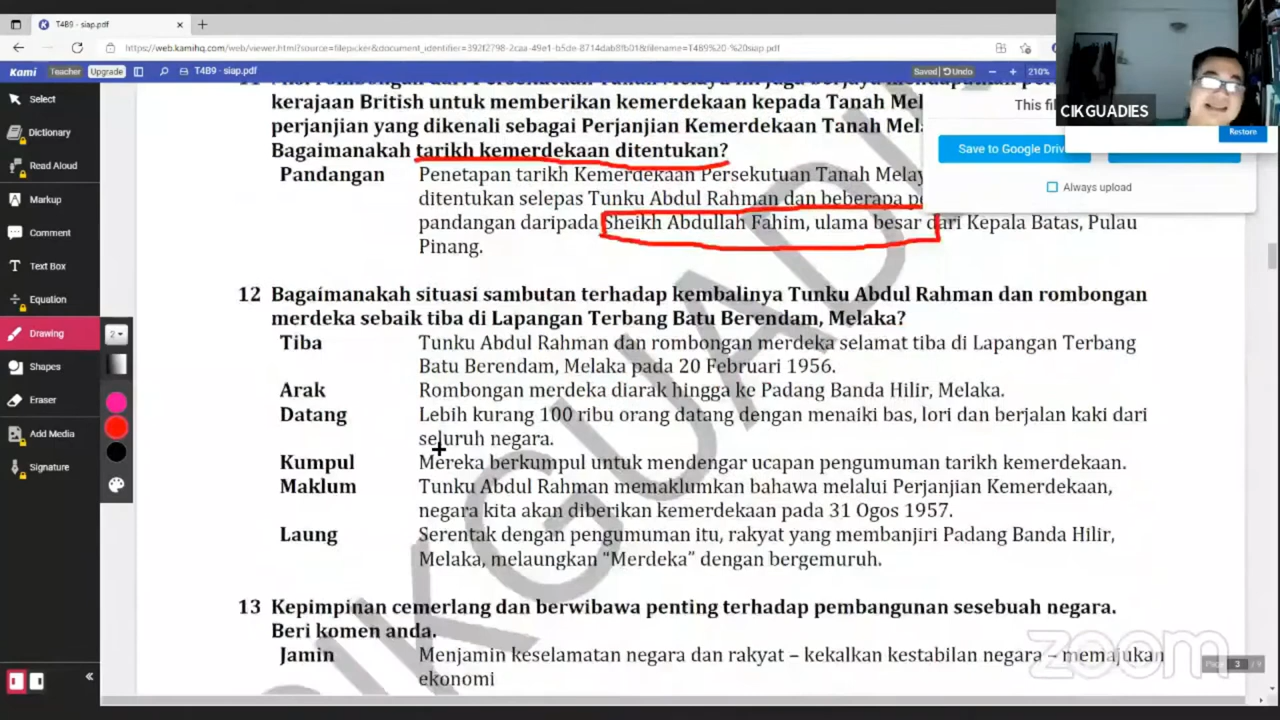 T4B9 - siap.pdf
https://web.kamihq.com/web/viewer.html?source=filepicker&document_identifier=392f2798-2caa-49e1-b5de-8714dab8fb01&filename=T4B9%20-%20siap.pdf
Kami Teacher Upgrade T4B9 - siap.pdf Saved Undo 210%
Select
Dictionary
Read Aloud
Markup
Comment
Text Box
Equation
Drawing
Shapes
Eraser
Add Media
Signature
2
kerajaan British untuk memberikan kemerdekaan kepada Tanah Mel
perjanjian yang dikenali sebagai Perjanjian Kemerdekaan Tanah Mel
Bagaimanakah tarikh kemerdekaan ditentukan?
Pandangan Penetapan tarikh Kemerdekaan Persekutuan Tanah Melay
ditentukan selepas Tunku Abdul Rahman dan beberapa pe
pandangan daripada Sheikh Abdullah Fahim, ulama besar dari Kepala Batas, Pulau
Pinang.
12 Bagaimanakah situasi sambutan terhadap kembalinya Tunku Abdul Rahman dan rombongan
merdeka sebaik tiba di Lapangan Terbang Batu Berendam, Melaka?
Tiba Tunku Abdul Rahman dan rombongan merdeka selamat tiba di Lapangan Terbang
Batu Berendam, Melaka pada 20 Februari 1956.
Arak Rombongan merdeka diarak hingga ke Padang Banda Hilir, Melaka.
Datang Lebih kurang 100 ribu orang datang dengan menaiki bas, lori dan berjalan kaki dari
seluruh negara.
Kumpul Mereka berkumpul untuk mendengar ucapan pengumuman tarikh kemerdekaan.
Maklum Tunku Abdul Rahman memaklumkan bahawa melalui Perjanjian Kemerdekaan,
negara kita akan diberikan kemerdekaan pada 31 Ogos 1957.
Laung Serentak dengan pengumuman itu, rakyat yang membanjiri Padang Banda Hilir,
Melaka, melaungkan “Merdeka” dengan bergemuruh.
13 Kepimpinan cemerlang dan berwibawa penting terhadap pembangunan sesebuah negara.
Beri komen anda.
Jamin Menjamin keselamatan negara dan rakyat – kekalkan kestabilan negara – memajukan
ekonomi
This fil
Save to Google Driv
Always upload
Restore
CIKGUADIES
CIKGUADI
zoom
Page 3 / 9